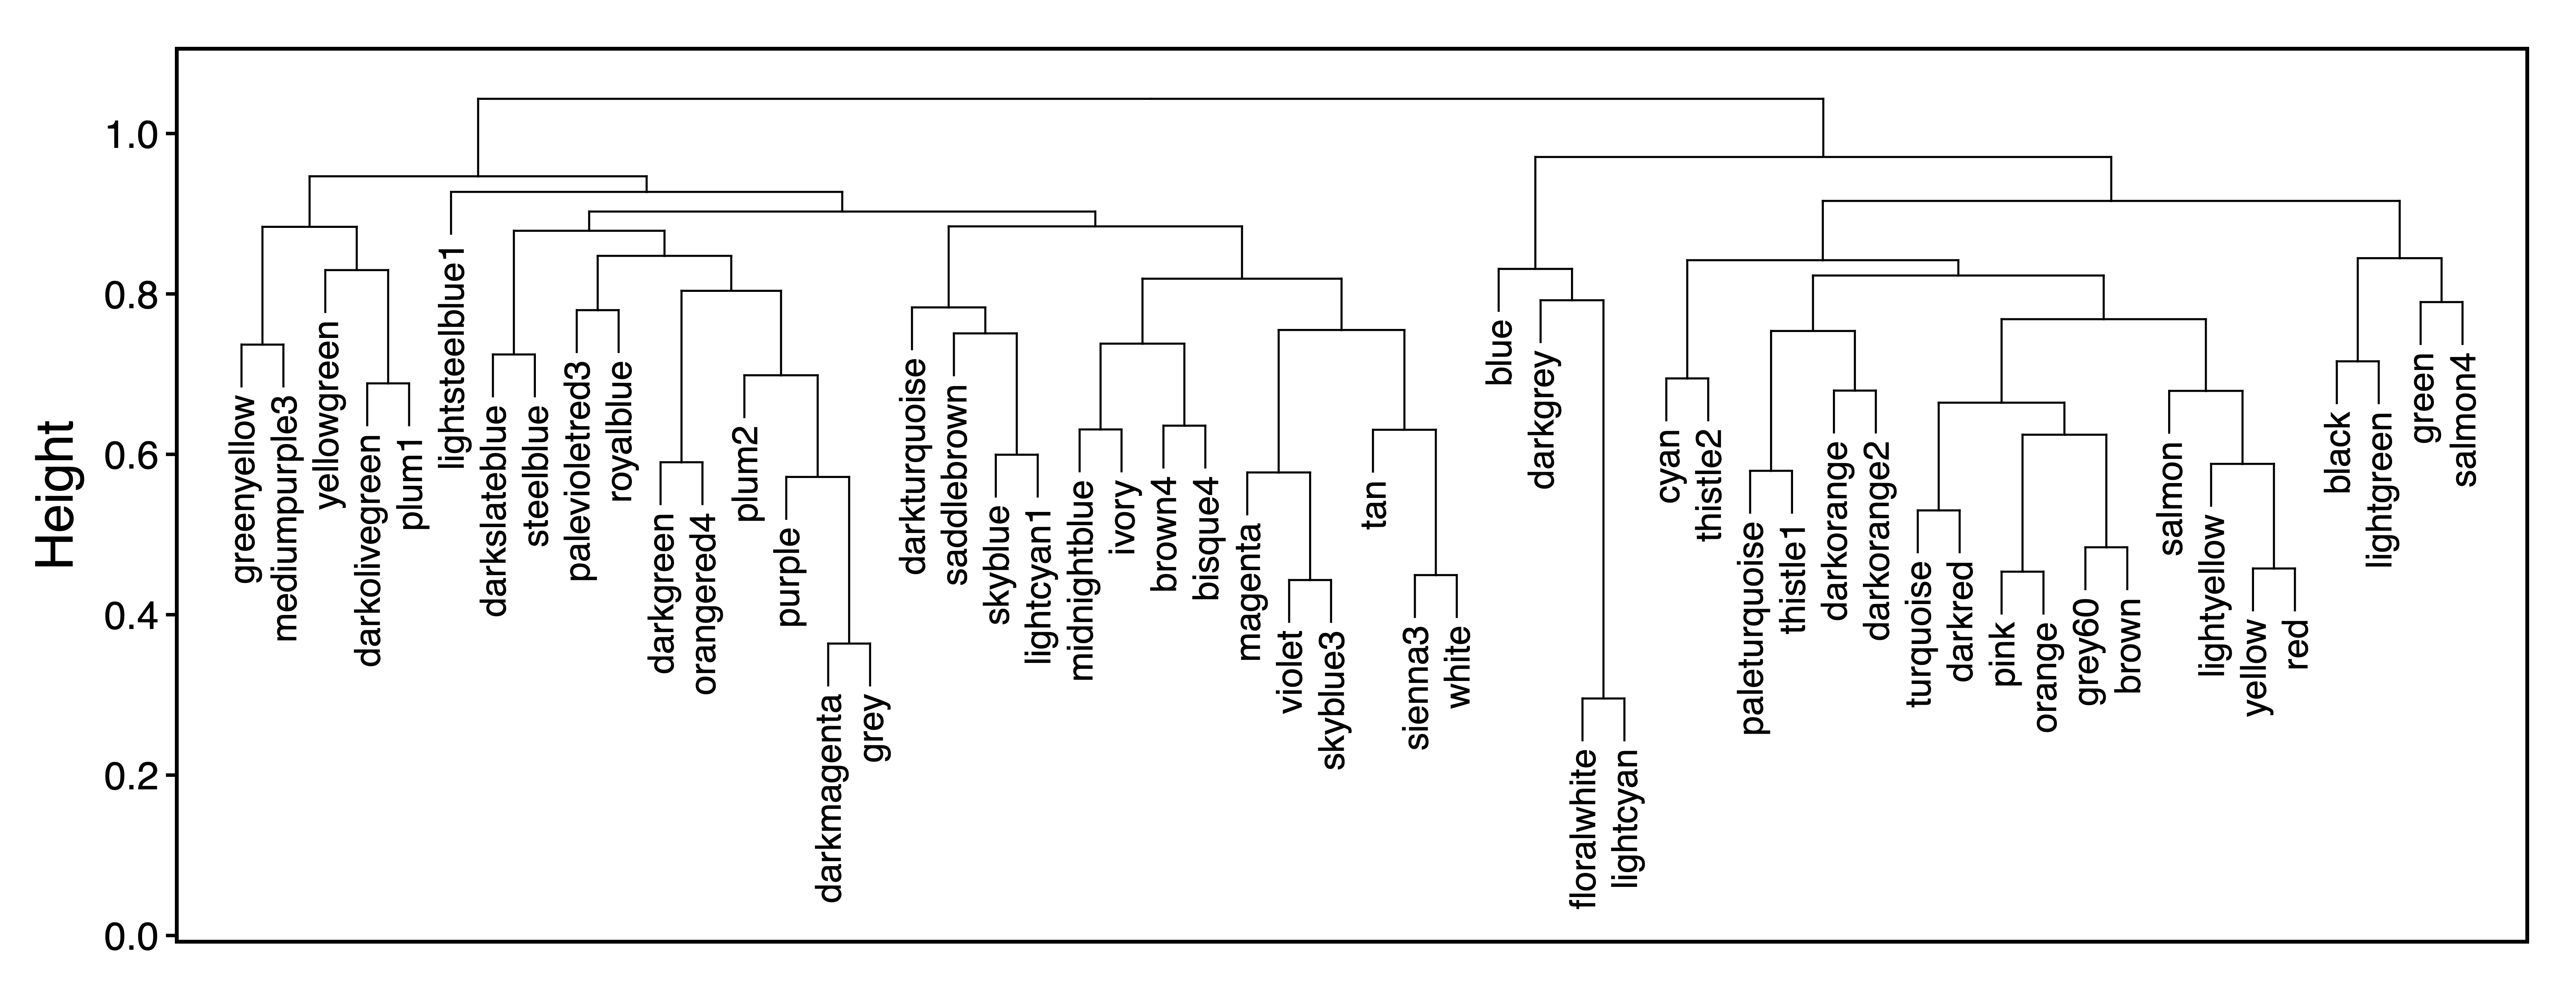 Height
1.0
0.8
0.6
0.4
0.2
0.0
greenyellow
mediumpurple3
yellowgreen
darkolivegreen
plum1
lightsteelblue1
darkslateblue
steelblue
palevioletred3
royalblue
darkgreen
orangered4
plum2
purple
darkmagenta
grey
darkturquoise
saddlebrown
skyblue
lightcyan1
midnightblue
ivory
brown4
bisque4
magenta
violet
skyblue3
tan
sienna3
white
blue
darkgrey
floralwhite
lightcyan
cyan
thistle2
paleturquoise
thistle1
darkorange
darkorange2
turquoise
darkred
pink
orange
grey60
brown
salmon
lightyellow
yellow
red
black
lightgreen
green
salmon4